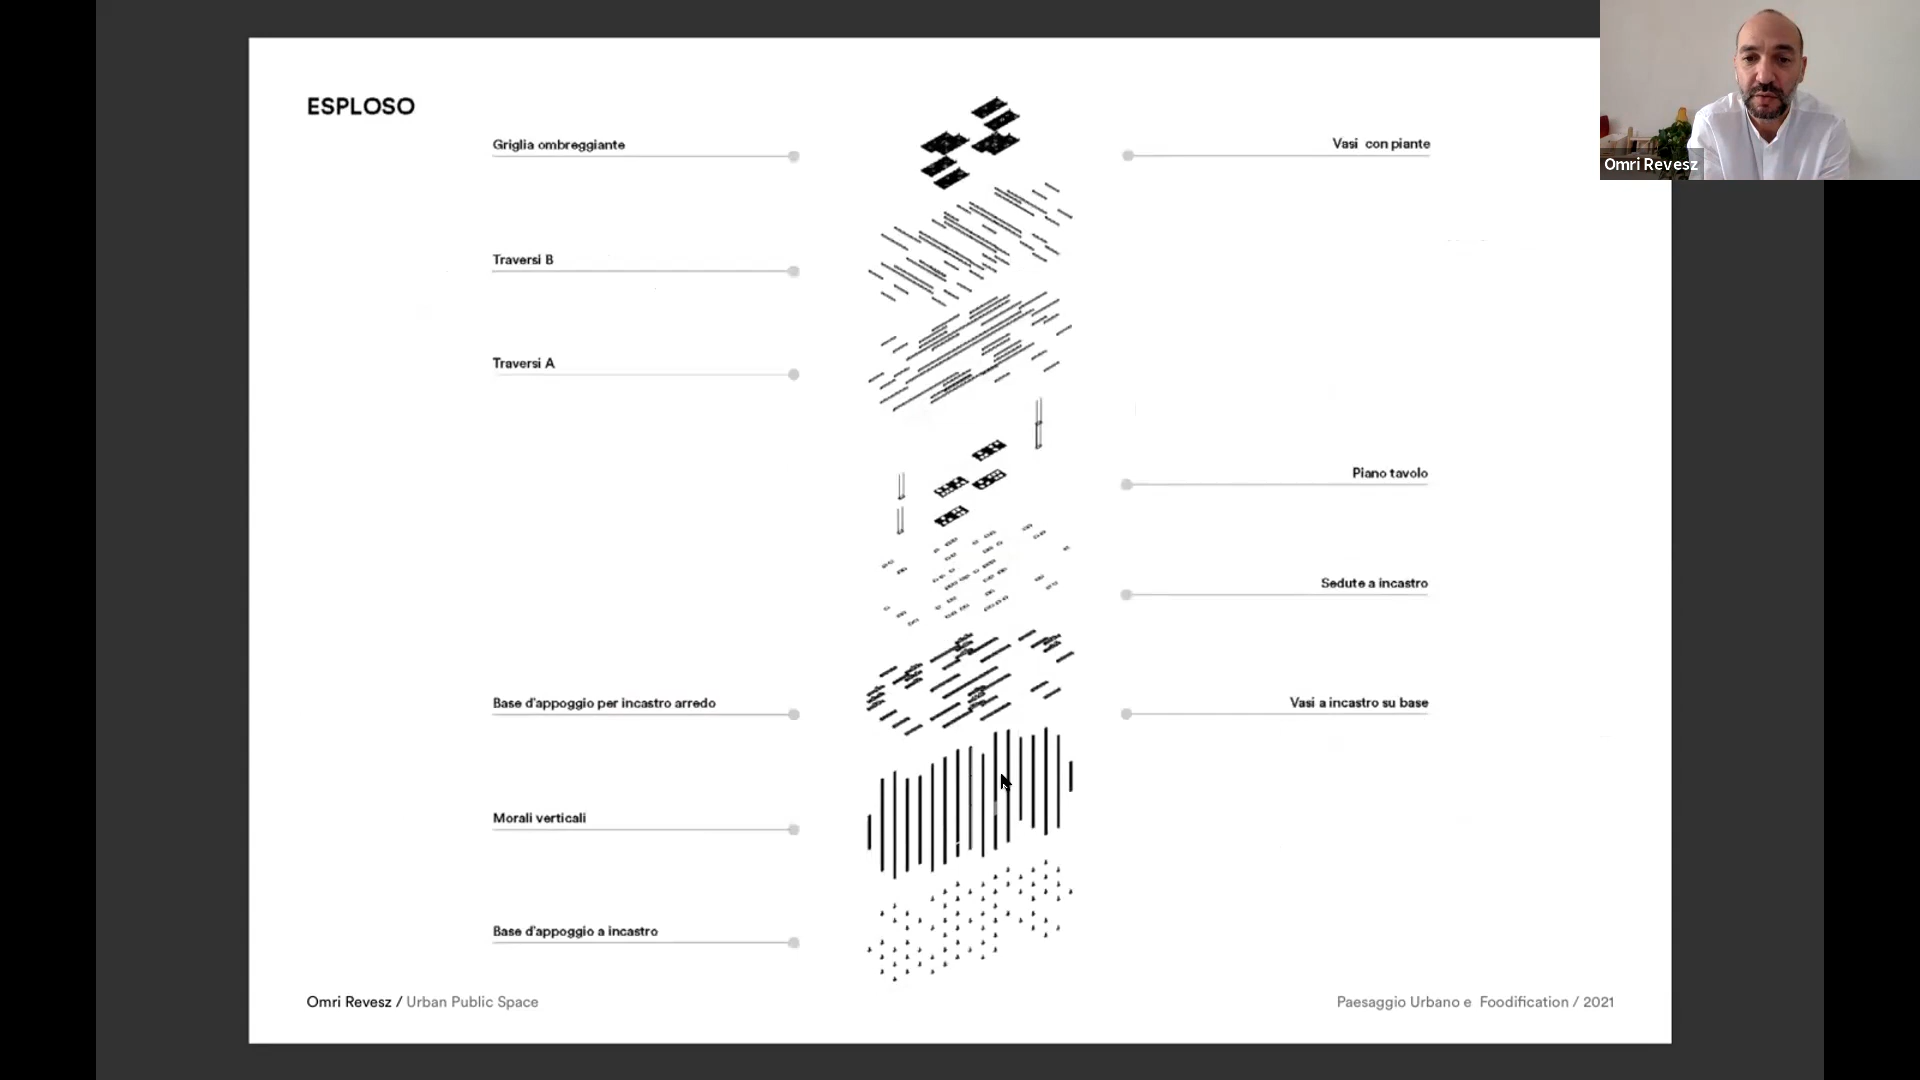 ESPLOSO
Griglia ombreggiante
Vasi con piante
Omri Revesz
Traversi B
Traversi A
Piano tavolo
Sedute a incastro
Base d'appoggio per incastro arredo
Vasi a incastro su base
Morali verticali
Base d'appoggio a incastro
Omri Revesz / Urban Public Space
Paesaggio Urbano e Foodification / 2021